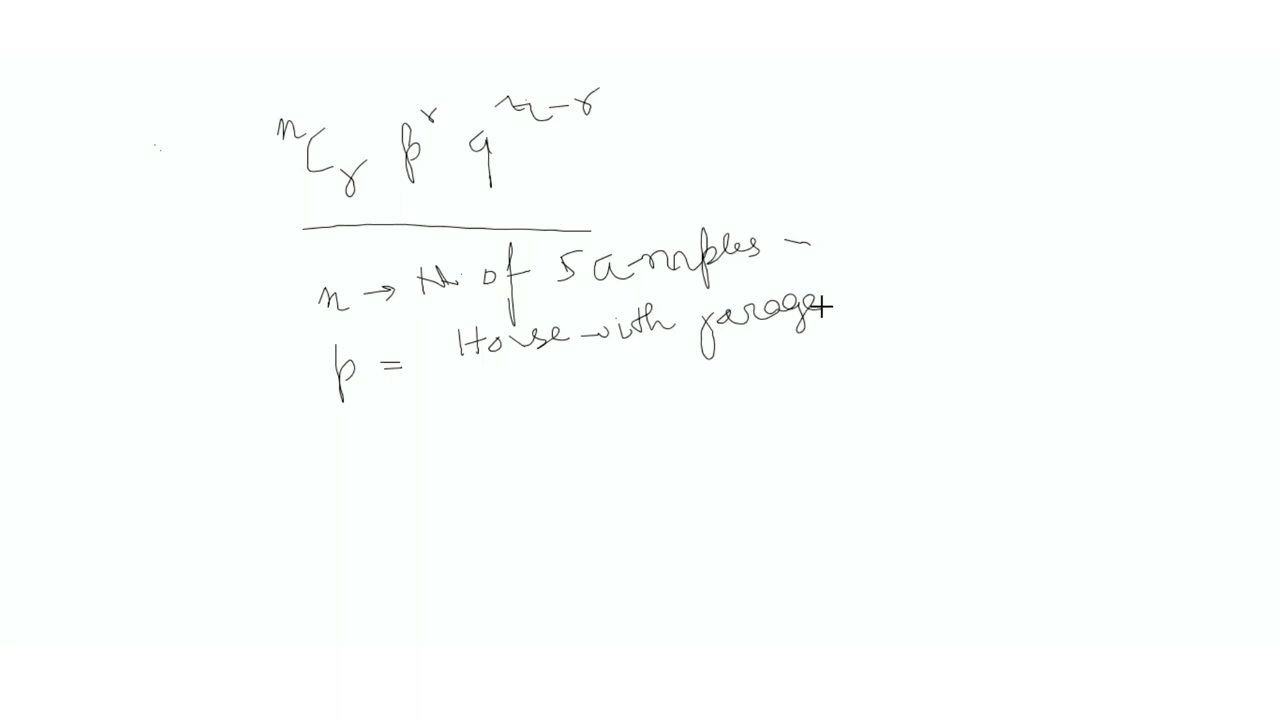 ⁿCᵣ pʳ qⁿ⁻ʳ
n → No of samples -
p = House with garage